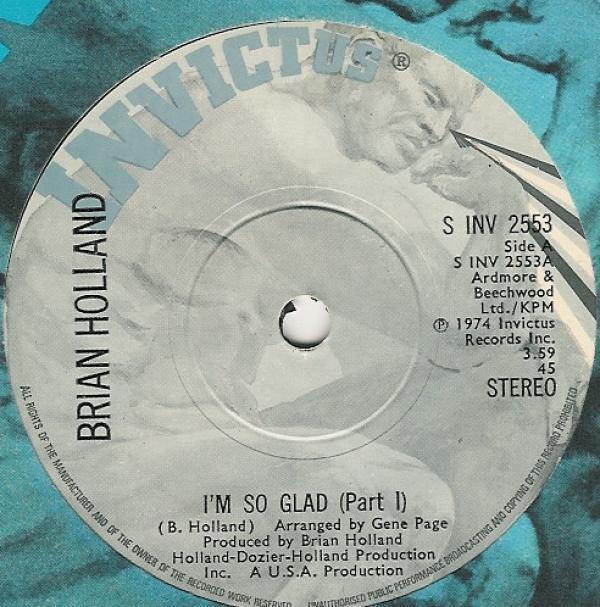 INVICTUS®
BRIAN HOLLAND
S INV 2553
Side A
S INV 2553A
Ardmore &
Beechwood
Ltd./KPM
Ⓟ 1974 Invictus
Records Inc.
3.59
45
STEREO
I'M SO GLAD (Part I)
(B. Holland) Arranged by Gene Page
Produced by Brian Holland
Holland-Dozier-Holland Production
Inc. A U.S.A. Production
ALL RIGHTS OF THE MANUFACTURER AND OF THE OWNER OF THE RECORDED WORK RESERVED
UNAUTHORISED PUBLIC PERFORMANCE BROADCASTING AND COPYING OF THIS RECORD PROHIBITED